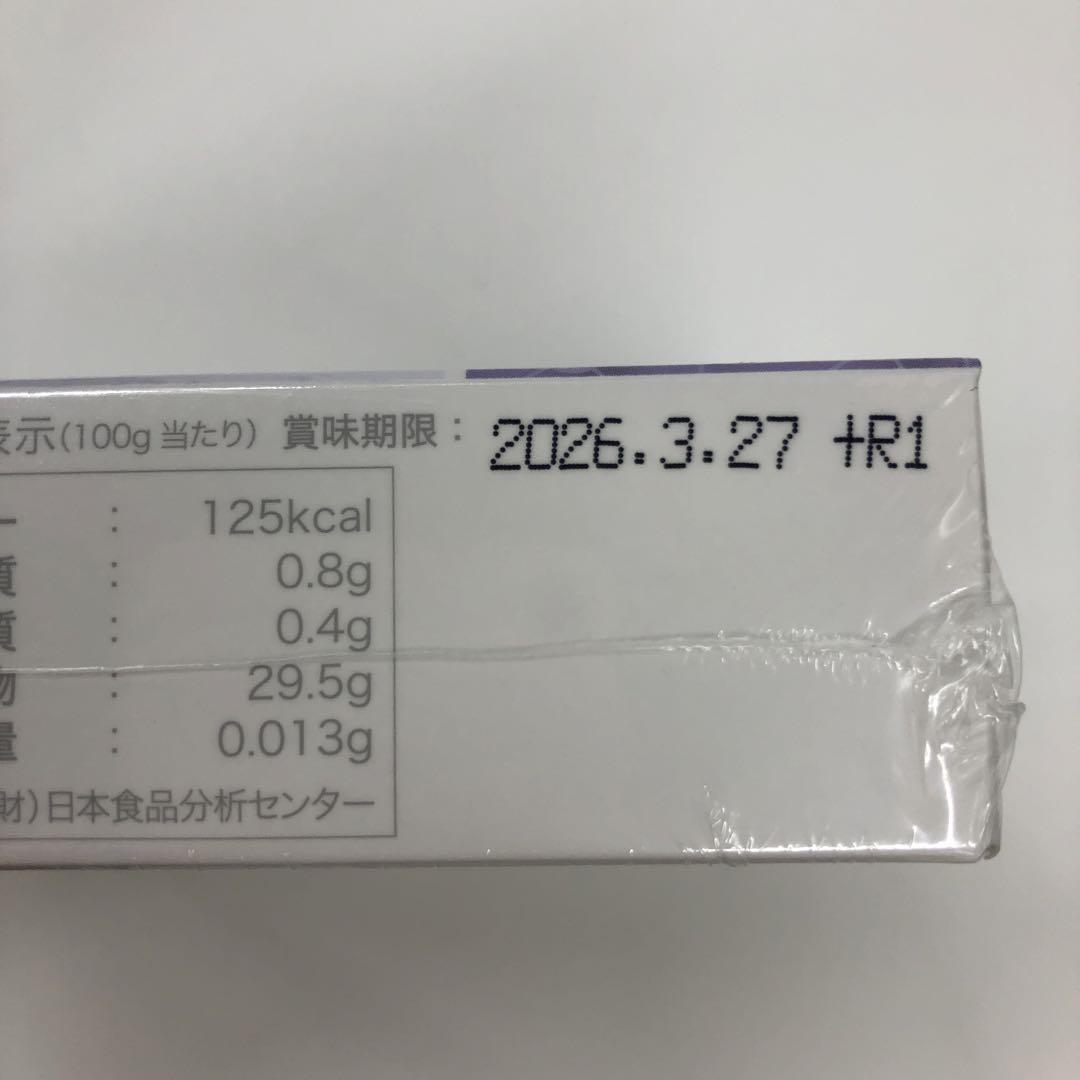 表示(100g 当たり) 賞味期限: 2026.3.27 +R1
ー : 125kcal
質 : 0.8g
質 : 0.4g
物 : 29.5g
量 : 0.013g
財)日本食品分析センター